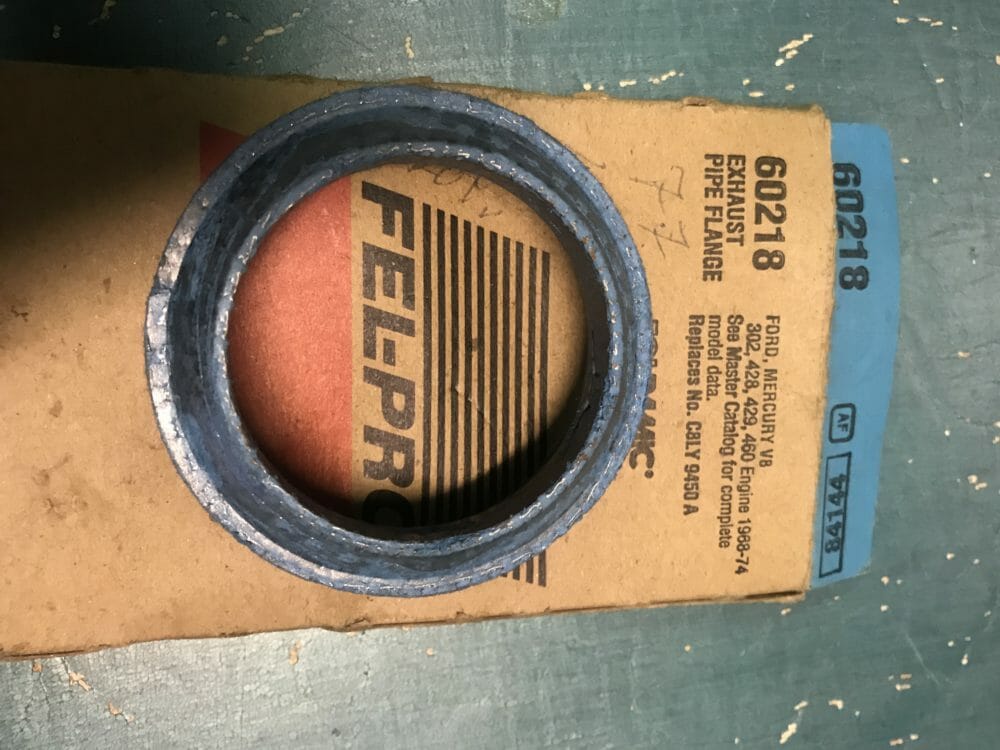 60218
AF
60218
EXHAUST
PIPE FLANGE
FORD, MERCURY V8
302, 428, 429, 460 Engine 1968-74
See Master Catalog for complete
model data.
Replaces No. C8LY 9450 A
77
FEL-PRO